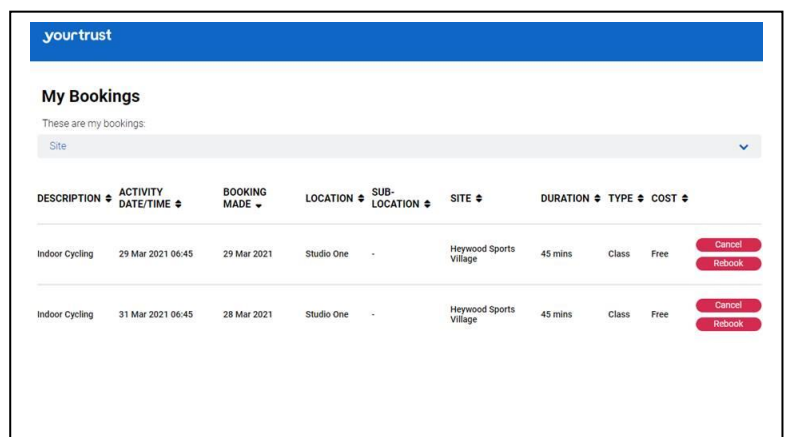 yourtrust
My Bookings
These are my bookings:
Site
DESCRIPTION ACTIVITY DATE/TIME BOOKING MADE LOCATION SUB-LOCATION SITE DURATION TYPE COST
Indoor Cycling 29 Mar 2021 06:45 29 Mar 2021 Studio One - Heywood Sports Village 45 mins Class Free Cancel
Rebook
Indoor Cycling 31 Mar 2021 06:45 28 Mar 2021 Studio One - Heywood Sports Village 45 mins Class Free Cancel
Rebook